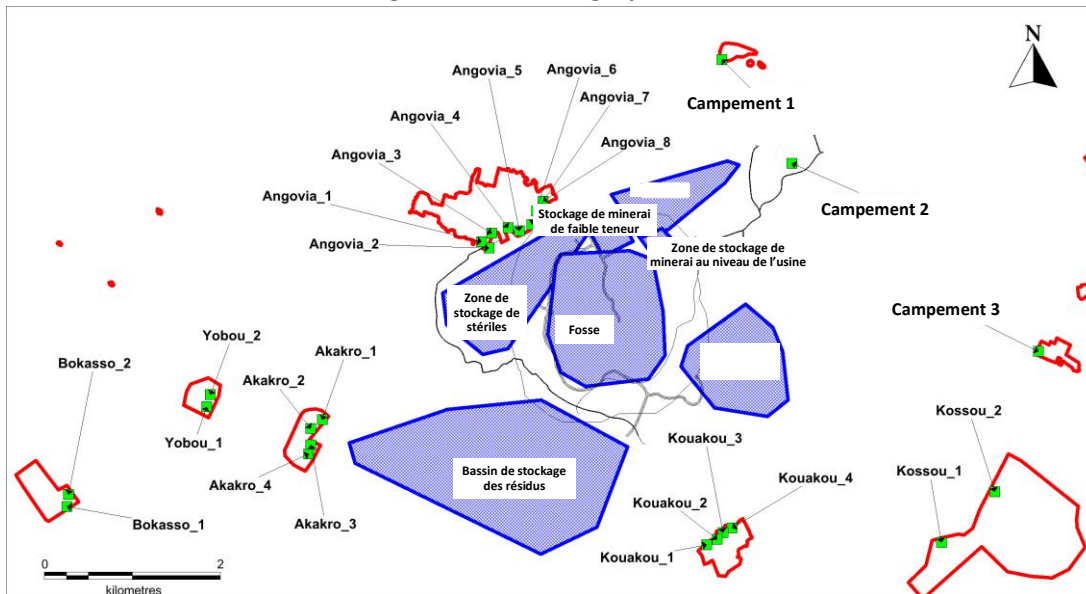 N
Angovia_5
Angovia_6
Angovia_4
Angovia_7
Angovia_3
Angovia_8
Angovia_1
Angovia_2
Campement 1
Campement 2
Stockage de minerai
de faible teneur
Zone de stockage de
minerai au niveau de l'usine
Zone de
stockage de
stériles
Fosse
Campement 3
Yobou_2
Akakro_1
Bokasso_2
Akakro_2
Yobou_1
Akakro_4
Akakro_3
Bokasso_1
Bassin de stockage
des résidus
Kouakou_3
Kouakou_4
Kouakou_2
Kouakou_1
Kossou_2
Kossou_1
0 2
kilometres